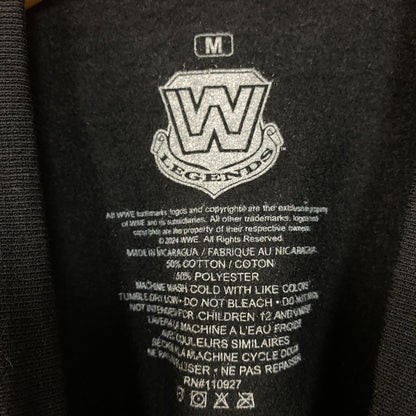 M
W
LEGENDS
All WWE trademarks, logos and copyrights are the exclusive property
of WWE and its subsidiaries. All other trademarks, logos and
copyrights are the property of their respective owners.
© 2024 WWE. All Rights Reserved.
MADE IN NICARAGUA / FABRIQUE AU NICARAGUA
50% COTTON / COTON
50% POLYESTER
MACHINE WASH COLD WITH LIKE COLORS
TUMBLE DRY LOW • DO NOT BLEACH • DO NOT
NOT INTENDED FOR CHILDREN 12 AND UNDER
LAVER A LA MACHINE A L'EAU FROIDE
AVEC COULEURS SIMILAIRES
SECHER A LA MACHINE CYCLE DOUX
NE PAS UTILISER • NE PAS REPASSER
RN#110927